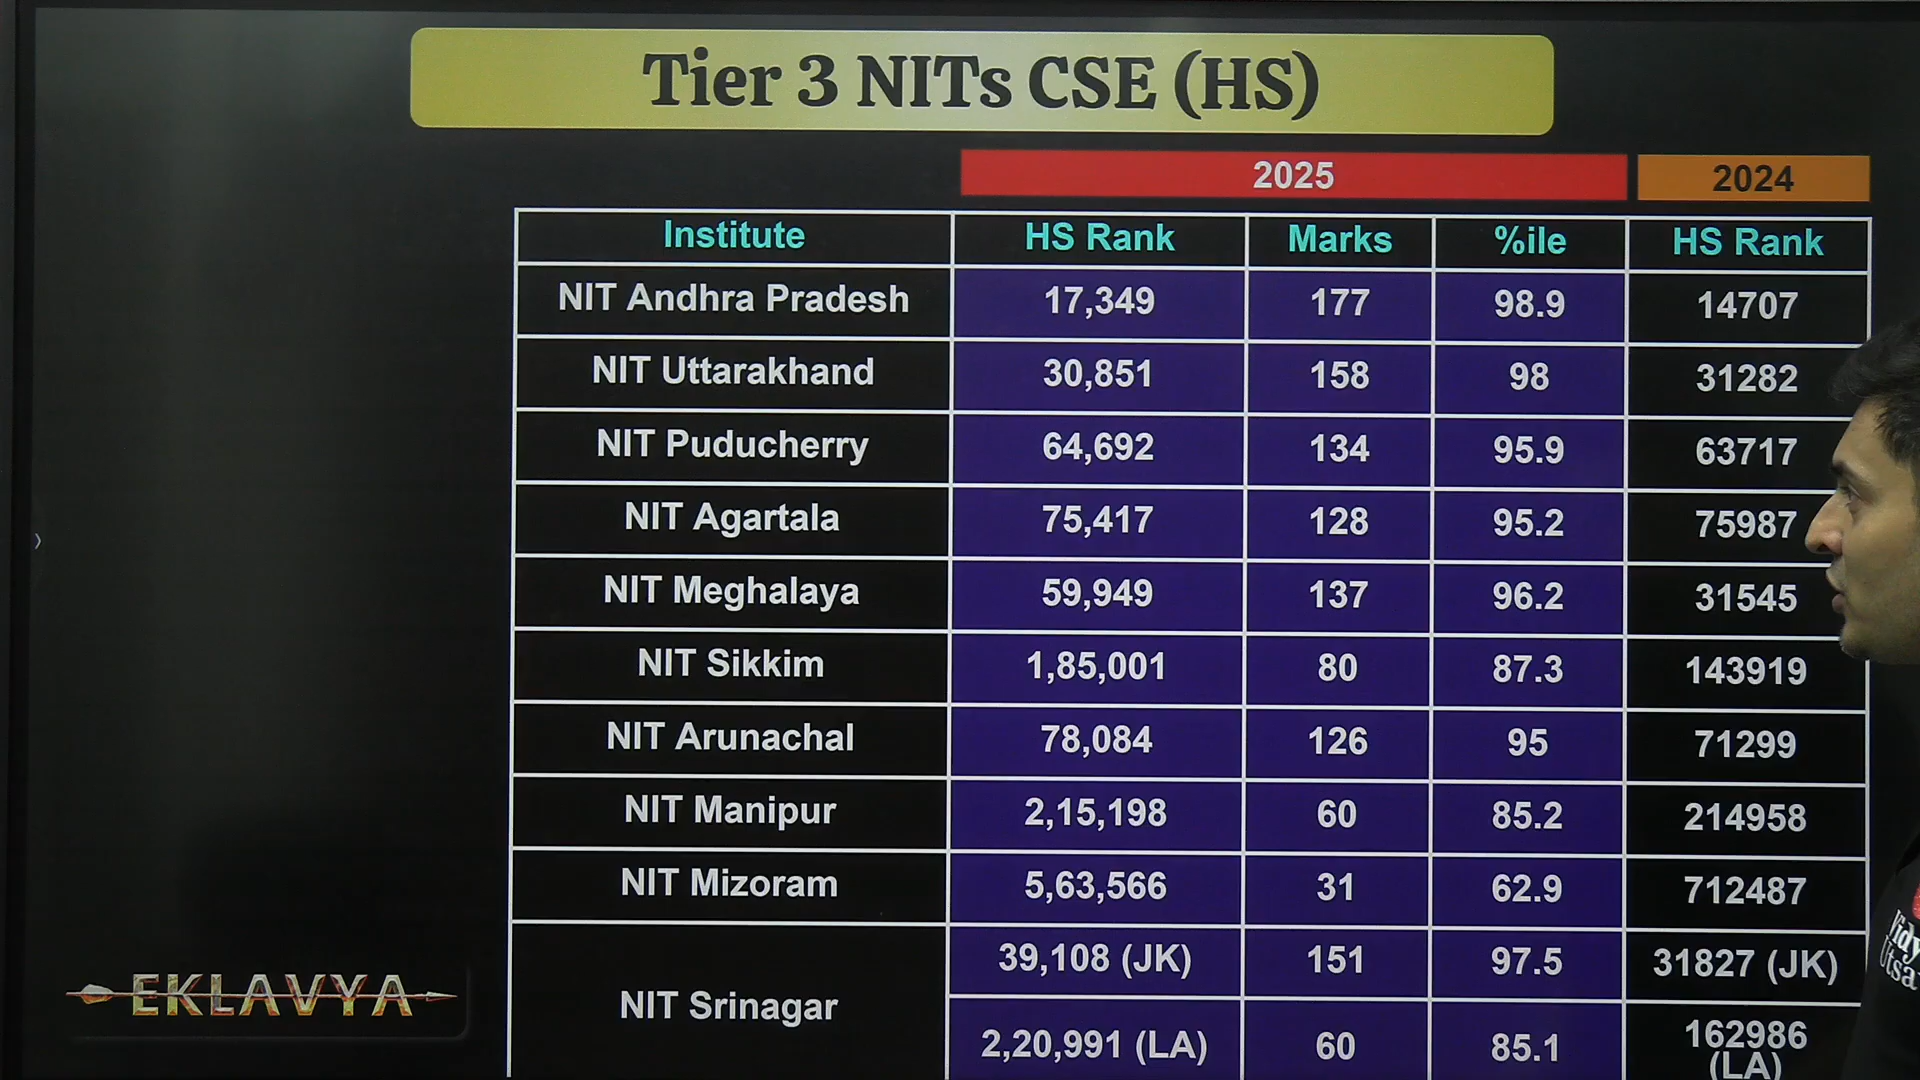 Tier 3 NITs CSE (HS)
2025 2024
Institute HS Rank Marks %ile HS Rank
NIT Andhra Pradesh 17,349 177 98.9 14707
NIT Uttarakhand 30,851 158 98 31282
NIT Puducherry 64,692 134 95.9 63717
NIT Agartala 75,417 128 95.2 75987
NIT Meghalaya 59,949 137 96.2 31545
NIT Sikkim 1,85,001 80 87.3 143919
NIT Arunachal 78,084 126 95 71299
NIT Manipur 2,15,198 60 85.2 214958
NIT Mizoram 5,63,566 31 62.9 712487
NIT Srinagar 39,108 (JK) 151 97.5 31827 (JK)
2,20,991 (LA) 60 85.1 162986
(LA)
EKLAVYA